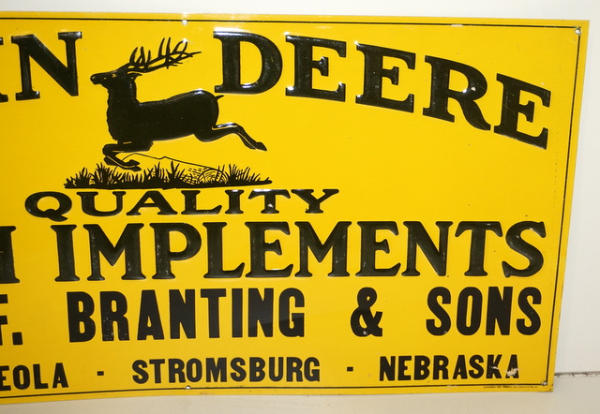 N DEERE
QUALITY
IMPLEMENTS
F. BRANTING & SONS
EOLA - STROMSBURG - NEBRASKA